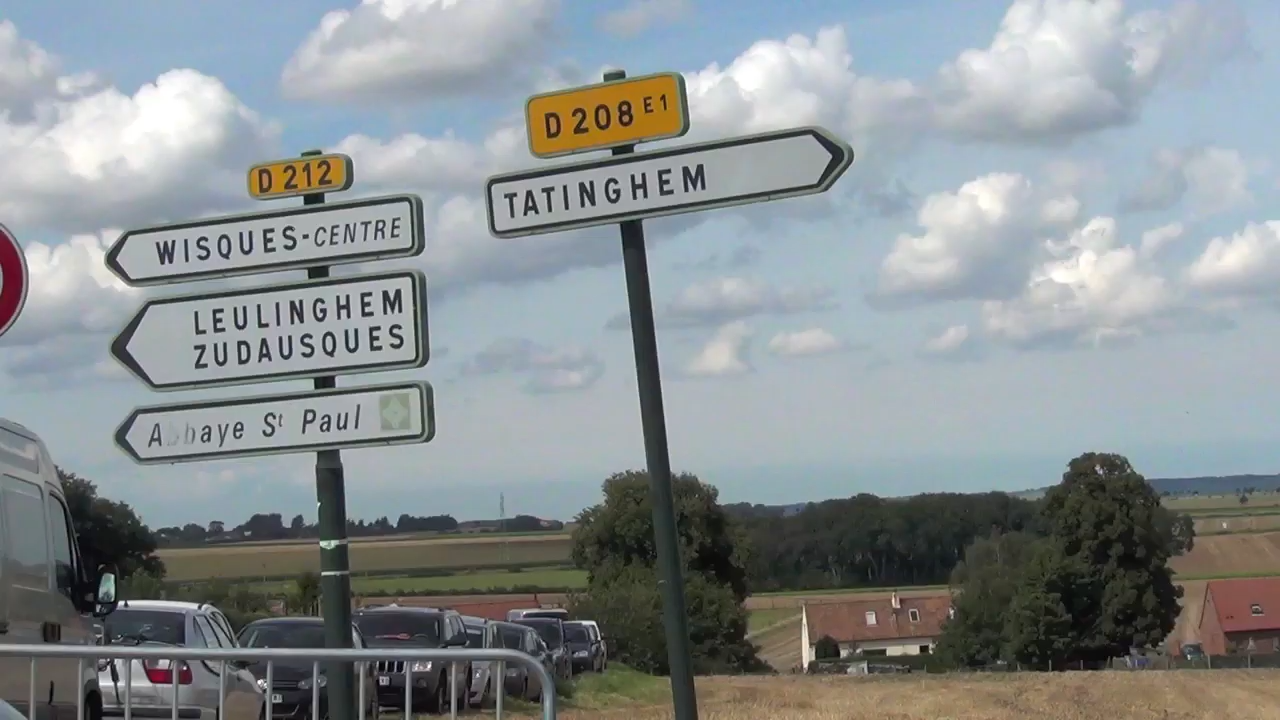 D 212
WISQUES-CENTRE
LEULINGHEM
ZUDAUSQUES
Abbaye St Paul
D 208 E1
TATINGHEM